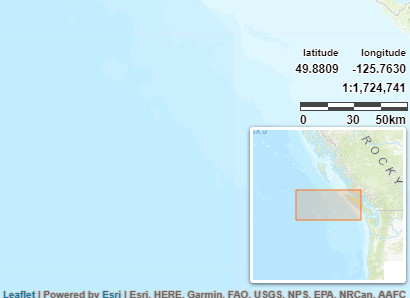 latitude longitude
49.8809 -125.7630
1:1,724,741
0 30 50km
ROCKY
Leaflet | Powered by Esri | Esri, HERE, Garmin, FAO, USGS, NPS, EPA, NRCan, AAFC